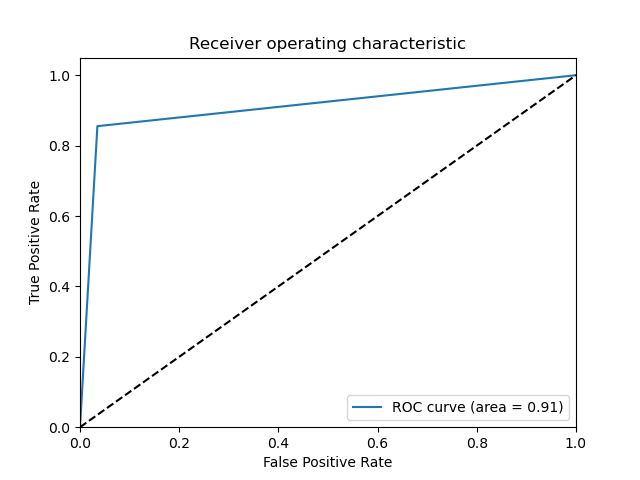 Receiver operating characteristic
1.0
0.8
0.6
0.4
0.2
0.0
True Positive Rate
ROC curve (area = 0.91)
0.0 0.2 0.4 0.6 0.8 1.0
False Positive Rate